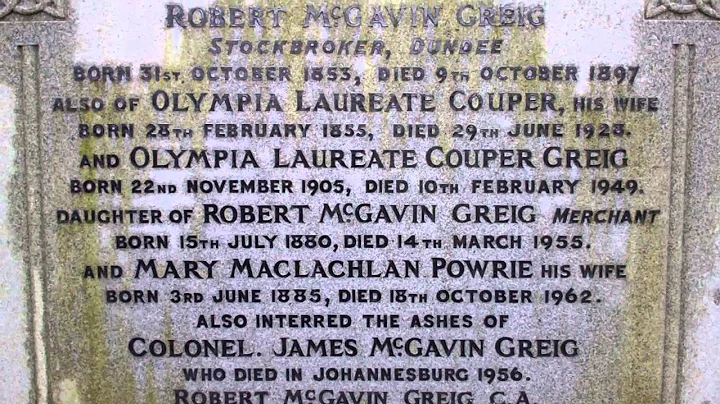 ROBERT McGAVIN GREIG
STOCKBROKER, DUNDEE
BORN 31ST OCTOBER 1853, DIED 9TH OCTOBER 1897
ALSO OF OLYMPIA LAUREATE COUPER, HIS WIFE
BORN 28TH FEBRUARY 1855, DIED 29TH JUNE 1928.
AND OLYMPIA LAUREATE COUPER GREIG
BORN 22ND NOVEMBER 1905, DIED 10TH FEBRUARY 1949.
DAUGHTER OF ROBERT McGAVIN GREIG MERCHANT
BORN 15TH JULY 1880, DIED 14TH MARCH 1955.
AND MARY MACLACHLAN POWRIE HIS WIFE
BORN 3RD JUNE 1885, DIED 18TH OCTOBER 1962.
ALSO INTERRED THE ASHES OF
COLONEL. JAMES McGAVIN GREIG
WHO DIED IN JOHANNESBURG 1956.
ROBERT McGAVIN GREIG C.A.